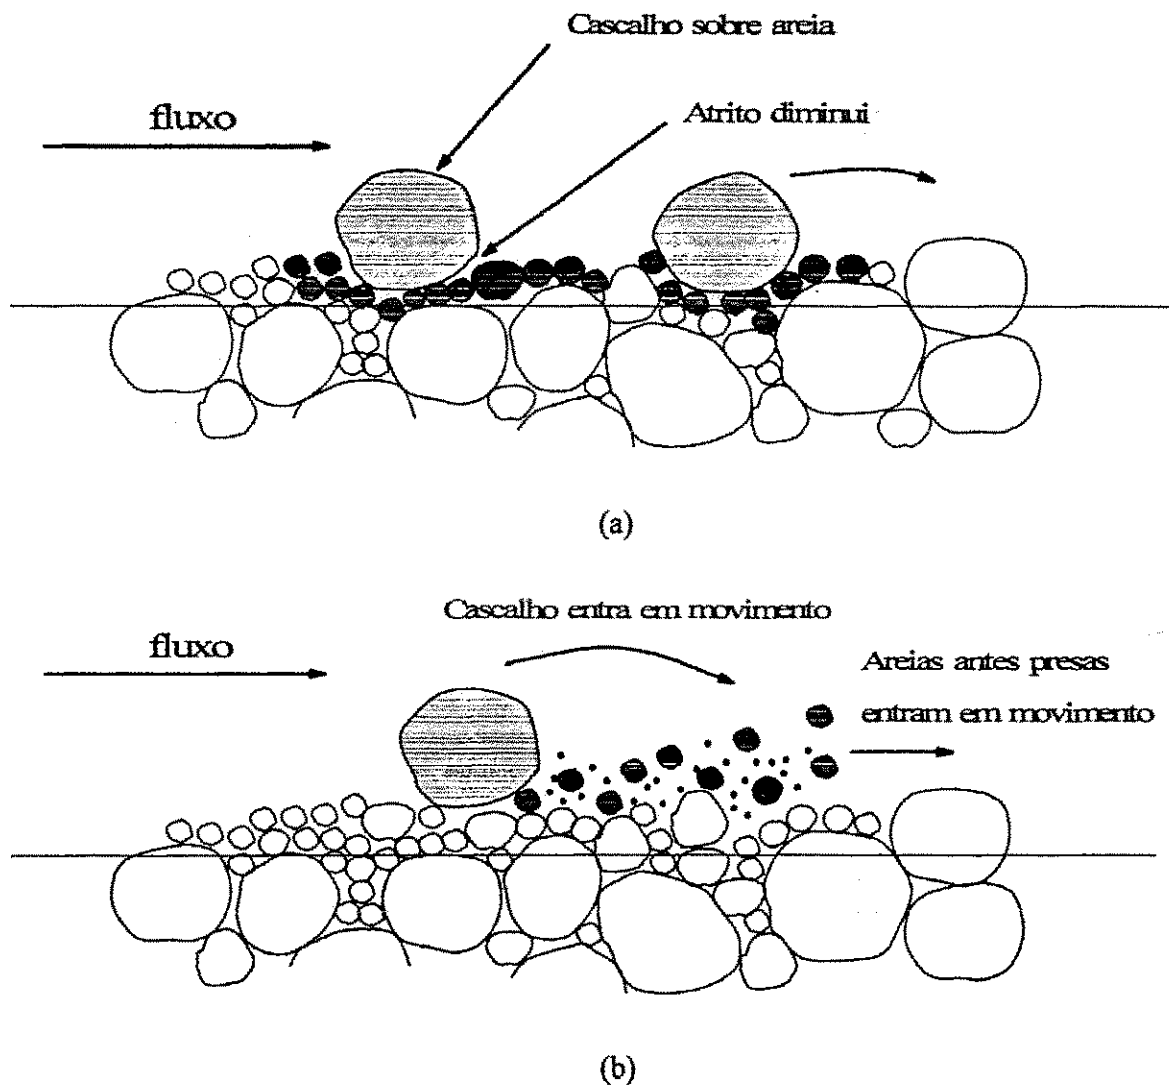 Cascalho sobre areia
fluxo
Atrito diminui
(a)
Cascalho entra em movimento
fluxo
Areias antes presas
entram em movimento
(b)